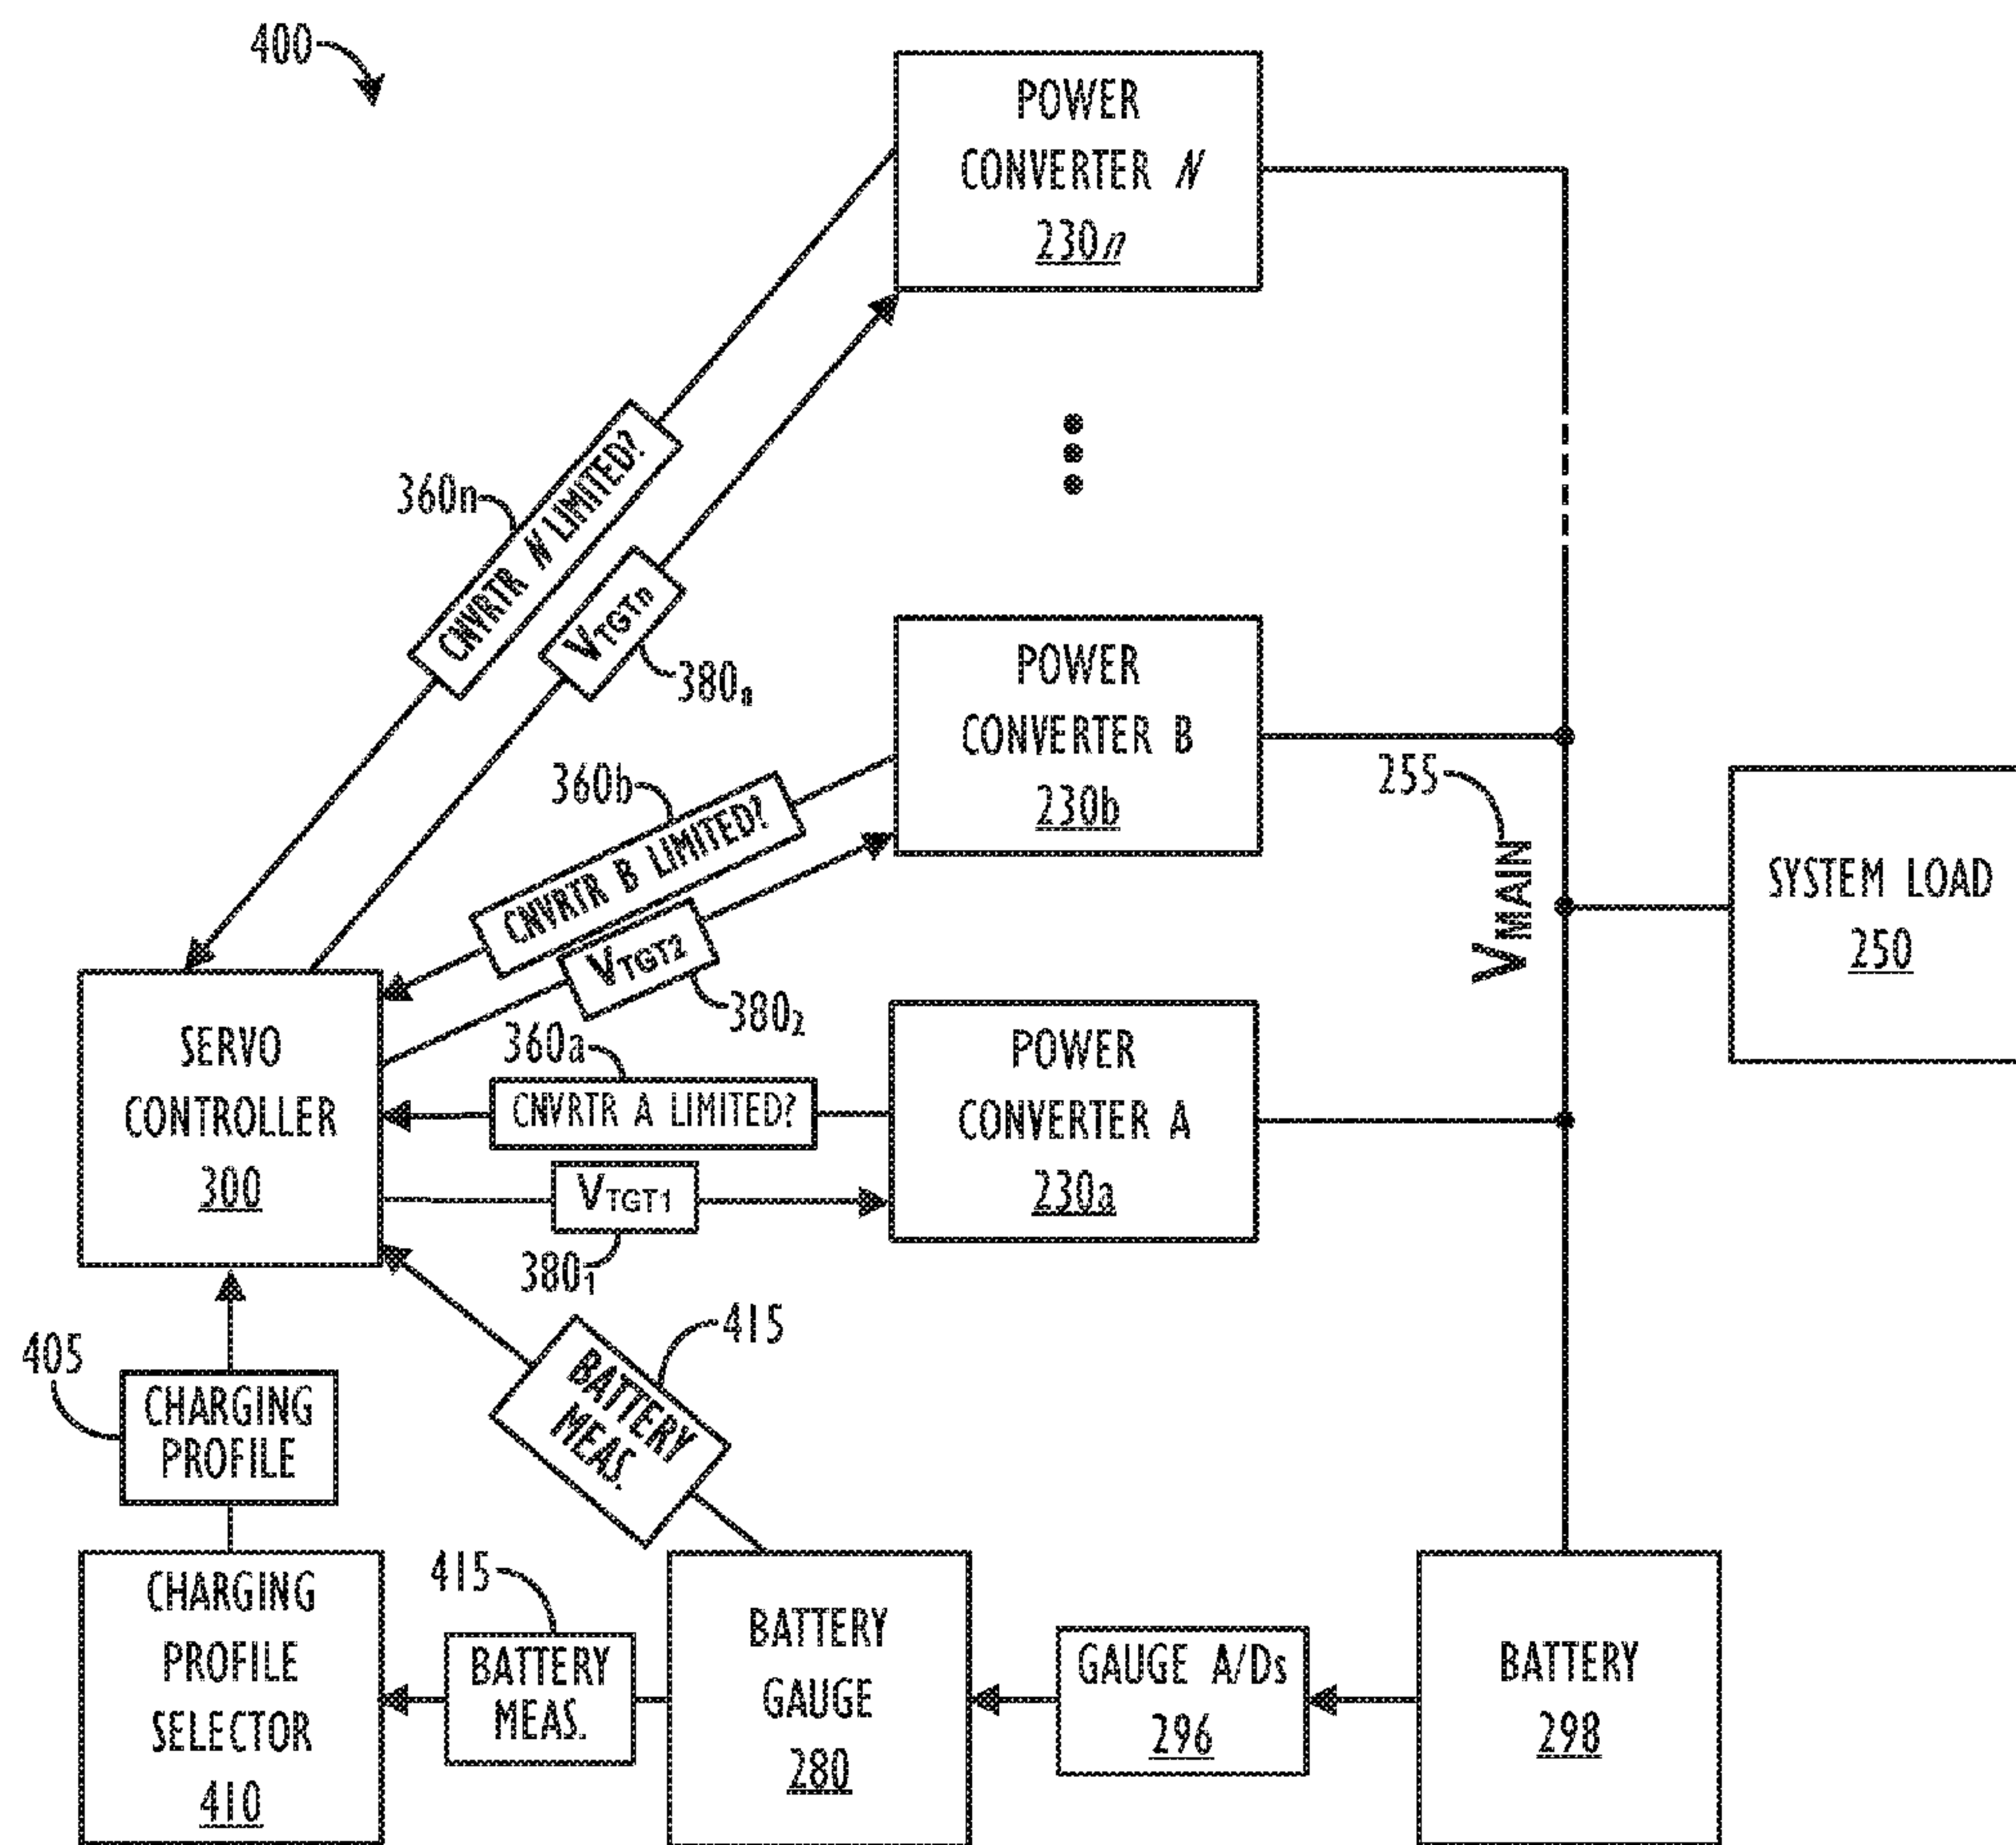 400
POWER
CONVERTER N
230n
CNVRTR N LIMITED?
360n
VTGTn
380n
POWER
CONVERTER B
230b
360b
CNVRTR B LIMITED?
VTGT2
3802
255
VMAIN
SYSTEM LOAD
250
SERVO
CONTROLLER
300
360a
CNVRTR A LIMITED?
VTGT1
3801
POWER
CONVERTER A
230a
405
CHARGING
PROFILE
415
BATTERY
MEAS.
CHARGING
PROFILE
SELECTOR
410
415
BATTERY
MEAS.
BATTERY
GAUGE
280
GAUGE A/Ds
296
BATTERY
298